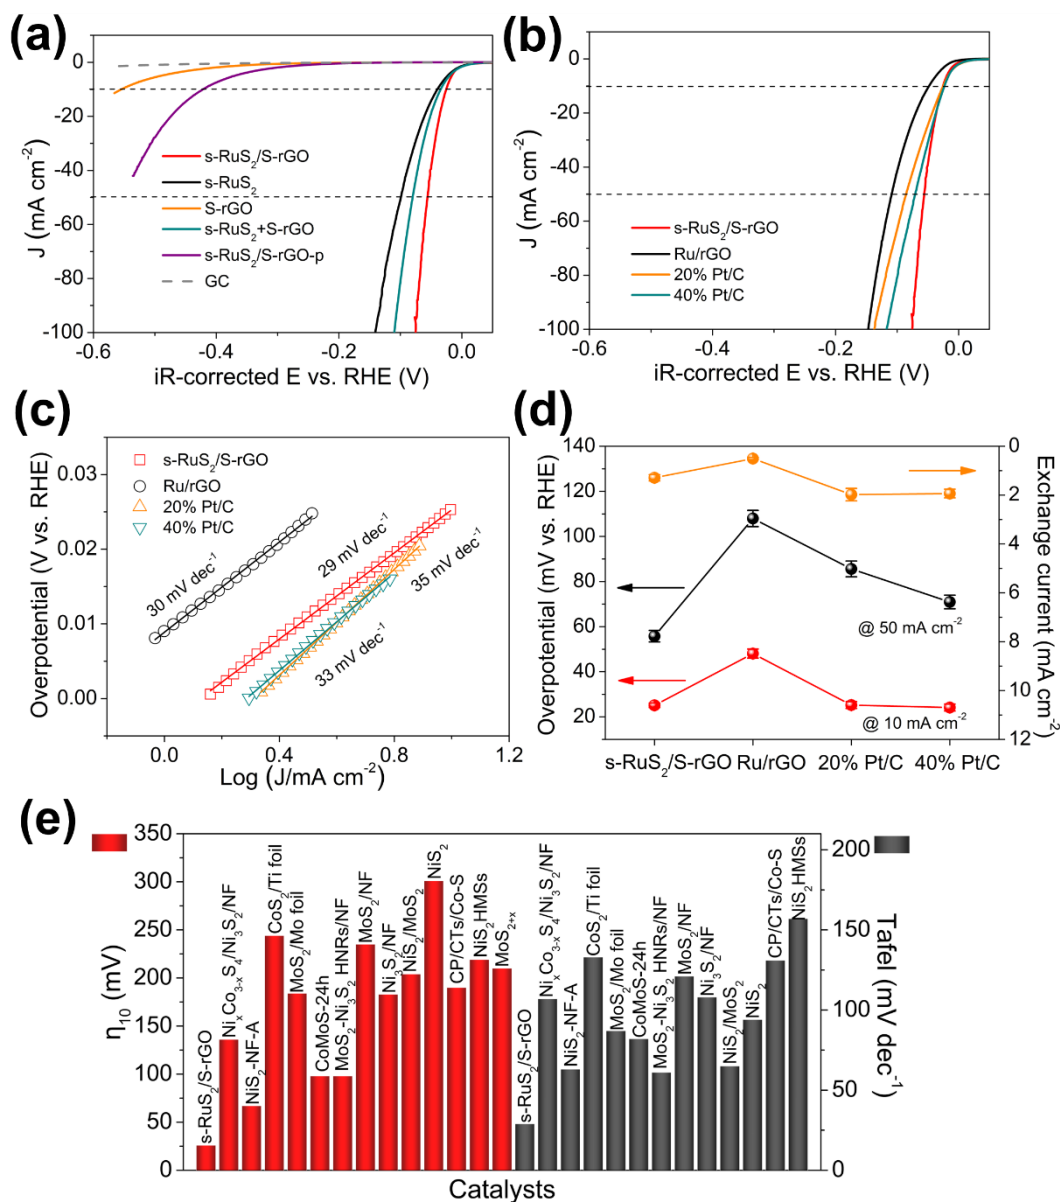 (a)
0
-20
-40
-60
-80
-100
J (mA cm⁻²)
s-RuS₂/S-rGO
s-RuS₂
S-rGO
s-RuS₂+S-rGO
s-RuS₂/S-rGO-p
GC
-0.6
-0.4
-0.2
0.0
iR-corrected E vs. RHE (V)
(b)
0
-20
-40
-60
-80
-100
J (mA cm⁻²)
s-RuS₂/S-rGO
Ru/rGO
20% Pt/C
40% Pt/C
-0.6
-0.4
-0.2
0.0
iR-corrected E vs. RHE (V)
(c)
0.03
0.02
0.01
0.00
Overpotential (V vs. RHE)
s-RuS₂/S-rGO
Ru/rGO
20% Pt/C
40% Pt/C
30 mV dec⁻¹
29 mV dec⁻¹
35 mV dec⁻¹
33 mV dec⁻¹
0.0
0.4
0.8
1.2
Log (J/mA cm⁻²)
(d)
140
120
100
80
60
40
20
Overpotential (mV vs. RHE)
@ 50 mA cm⁻²
@ 10 mA cm⁻²
0
2
4
6
8
10
12
Exchange current (mA cm⁻²)
s-RuS₂/S-rGO
Ru/rGO
20% Pt/C
40% Pt/C
(e)
350
300
250
200
150
100
50
0
η₁₀ (mV)
s-RuS₂/S-rGO
NiₓCo₃₋ₓS₄/Ni₃S₂/NF
NiS₂-NF-A
CoS₂/Ti foil
MoS₂/Mo foil
CoMoS-24h
MoS₂-Ni₃S₂ HNRs/NF
MoS₂/NF
Ni₃S₂/NF
NiS₂/MoS₂
NiS₂
CP/CTs/Co-S
NiS₂HMSs
MoS₂₊ₓ
s-RuS₂/S-rGO
NiₓCo₃₋ₓS₄/Ni₃S₂/NF
NiS₂-NF-A
CoS₂/Ti foil
MoS₂/Mo foil
CoMoS-24h
MoS₂-Ni₃S₂ HNRs/NF
MoS₂/NF
Ni₃S₂/NF
NiS₂/MoS₂
NiS₂
CP/CTs/Co-S
NiS₂HMSs
200
150
100
50
0
Tafel (mV dec⁻¹)
Catalysts